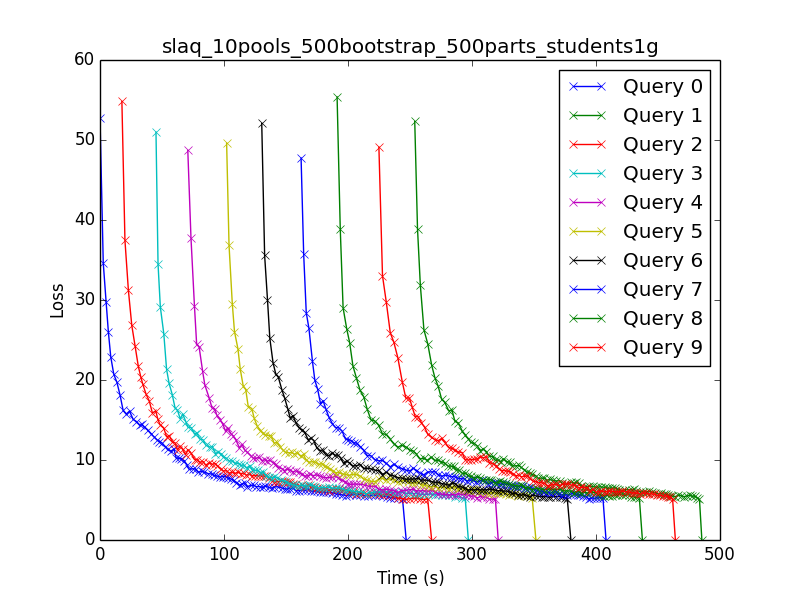 slaq_10pools_500bootstrap_500parts_students1g
60
50
40
30
20
10
0
Loss
0 100 200 300 400 500
Time (s)
Query 0
Query 1
Query 2
Query 3
Query 4
Query 5
Query 6
Query 7
Query 8
Query 9